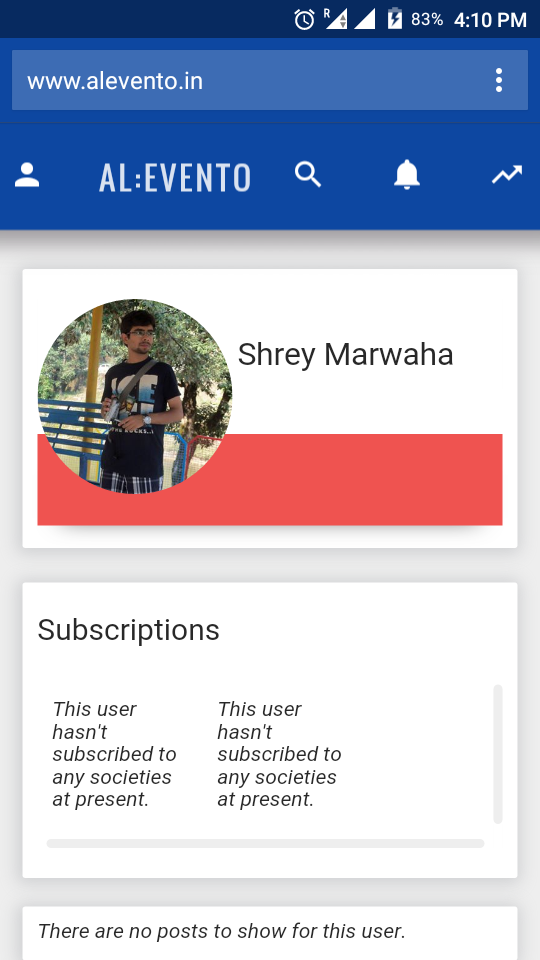 R 83% 4:10 PM
www.alevento.in
AL:EVENTO
Shrey Marwaha
Subscriptions
This user
hasn't
subscribed to
any societies
at present.
This user
hasn't
subscribed to
any societies
at present.
There are no posts to show for this user.